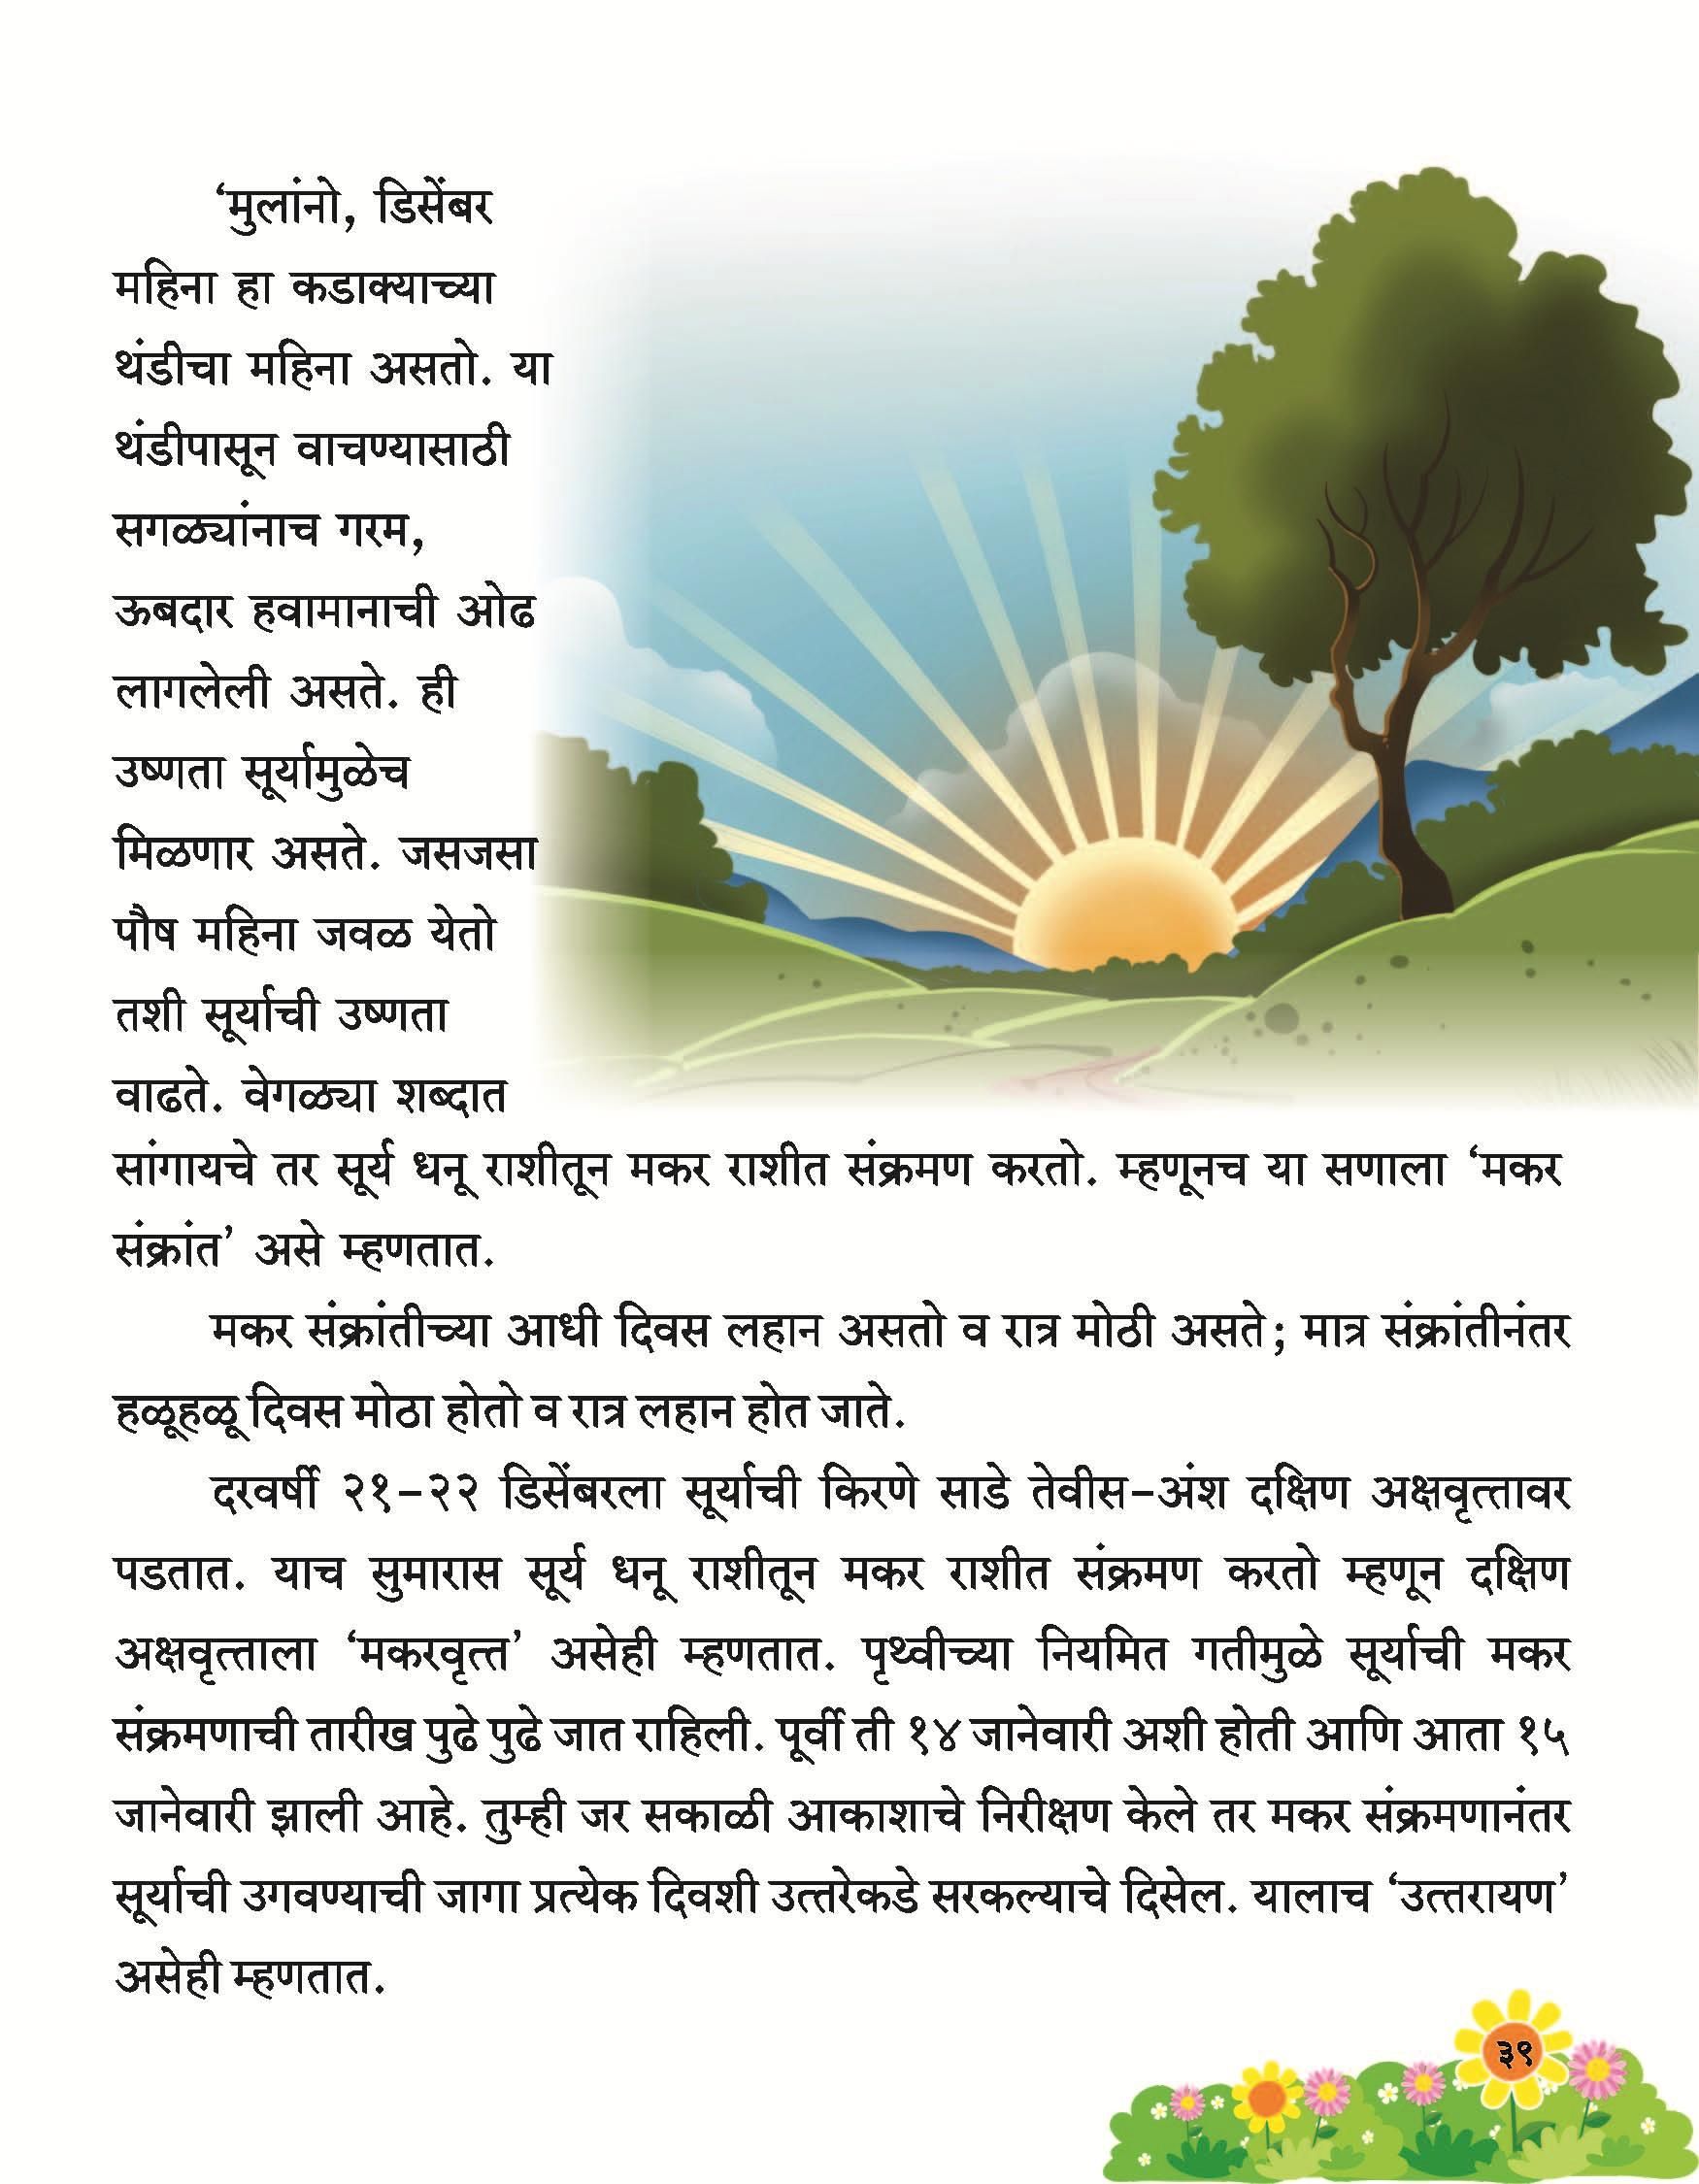 ‘मुलांनो, डिसेंबर
महिना हा कडाक्याच्या
थंडीचा महिना असतो. या
थंडीपासून वाचण्यासाठी
सगळ्यांनाच गरम,
ऊबदार हवामानाची ओढ
लागलेली असते. ही
उष्णता सूर्यामुळेच
मिळणार असते. जसजसा
पौष महिना जवळ येतो
तशी सूर्याची उष्णता
वाढते. वेगळ्या शब्दात
सांगायचे तर सूर्य धनू राशीतून मकर राशीत संक्रमण करतो. म्हणूनच या सणाला ‘मकर
संक्रांत’ असे म्हणतात.
मकर संक्रांतीच्या आधी दिवस लहान असतो व रात्र मोठी असते; मात्र संक्रांतीनंतर
हळूहळू दिवस मोठा होतो व रात्र लहान होत जाते.
दरवर्षी २१-२२ डिसेंबरला सूर्याची किरणे साडे तेवीस-अंश दक्षिण अक्षवृत्तावर
पडतात. याच सुमारास सूर्य धनू राशीतून मकर राशीत संक्रमण करतो म्हणून दक्षिण
अक्षवृत्ताला ‘मकरवृत्त’ असेही म्हणतात. पृथ्वीच्या नियमित गतीमुळे सूर्याची मकर
संक्रमणाची तारीख पुढे पुढे जात राहिली. पूर्वी ती १४ जानेवारी अशी होती आणि आता १५
जानेवारी झाली आहे. तुम्ही जर सकाळी आकाशाचे निरीक्षण केले तर मकर संक्रमणानंतर
सूर्याची उगवण्याची जागा प्रत्येक दिवशी उत्तरेकडे सरकल्याचे दिसेल. यालाच ‘उत्तरायण’
असेही म्हणतात.
३९